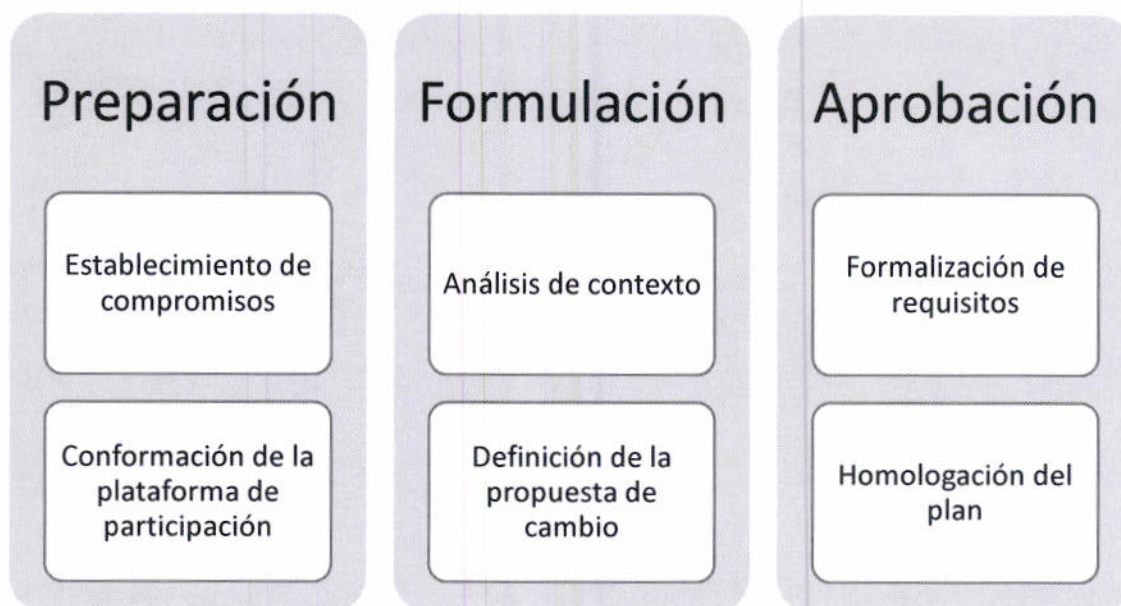 Preparación
Establecimiento de
compromisos
Conformación de la
plataforma de
participación
Formulación
Análisis de contexto
Definición de la
propuesta de
cambio
Aprobación
Formalización de
requisitos
Homologación del
plan